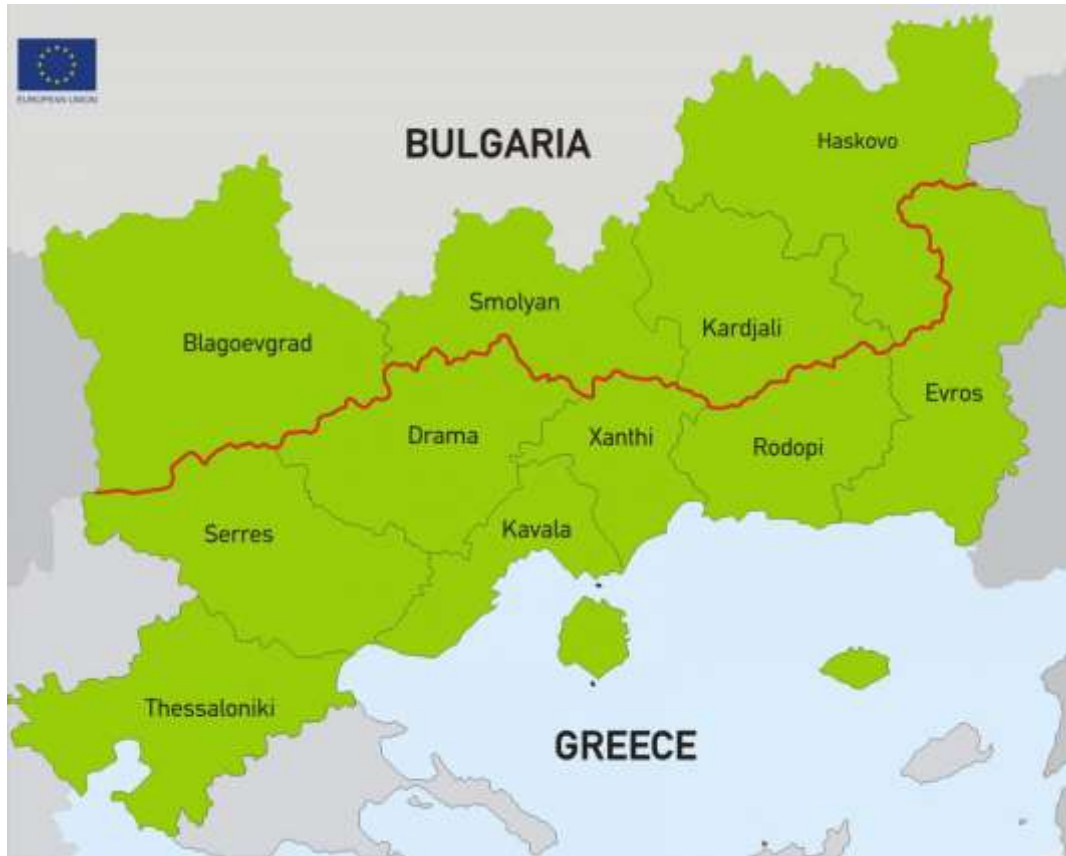 EUROPEAN UNION
BULGARIA
Haskovo
Smolyan
Blagoevgrad
Kardjali
Evros
Drama
Xanthi
Rodopi
Serres
Kavala
Thessaloniki
GREECE